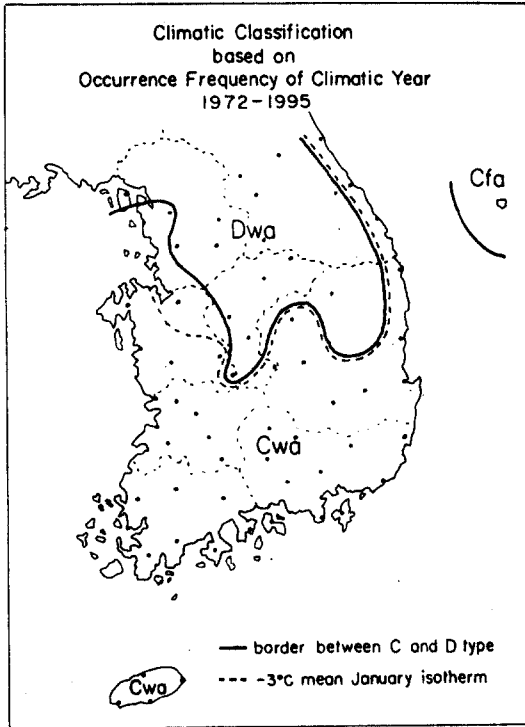 Climatic Classification
based on
Occurrence Frequency of Climatic Year
1972-1995
Cfa
Dwa
Cwa
Cwa
border between C and D type
-3°C mean January isotherm